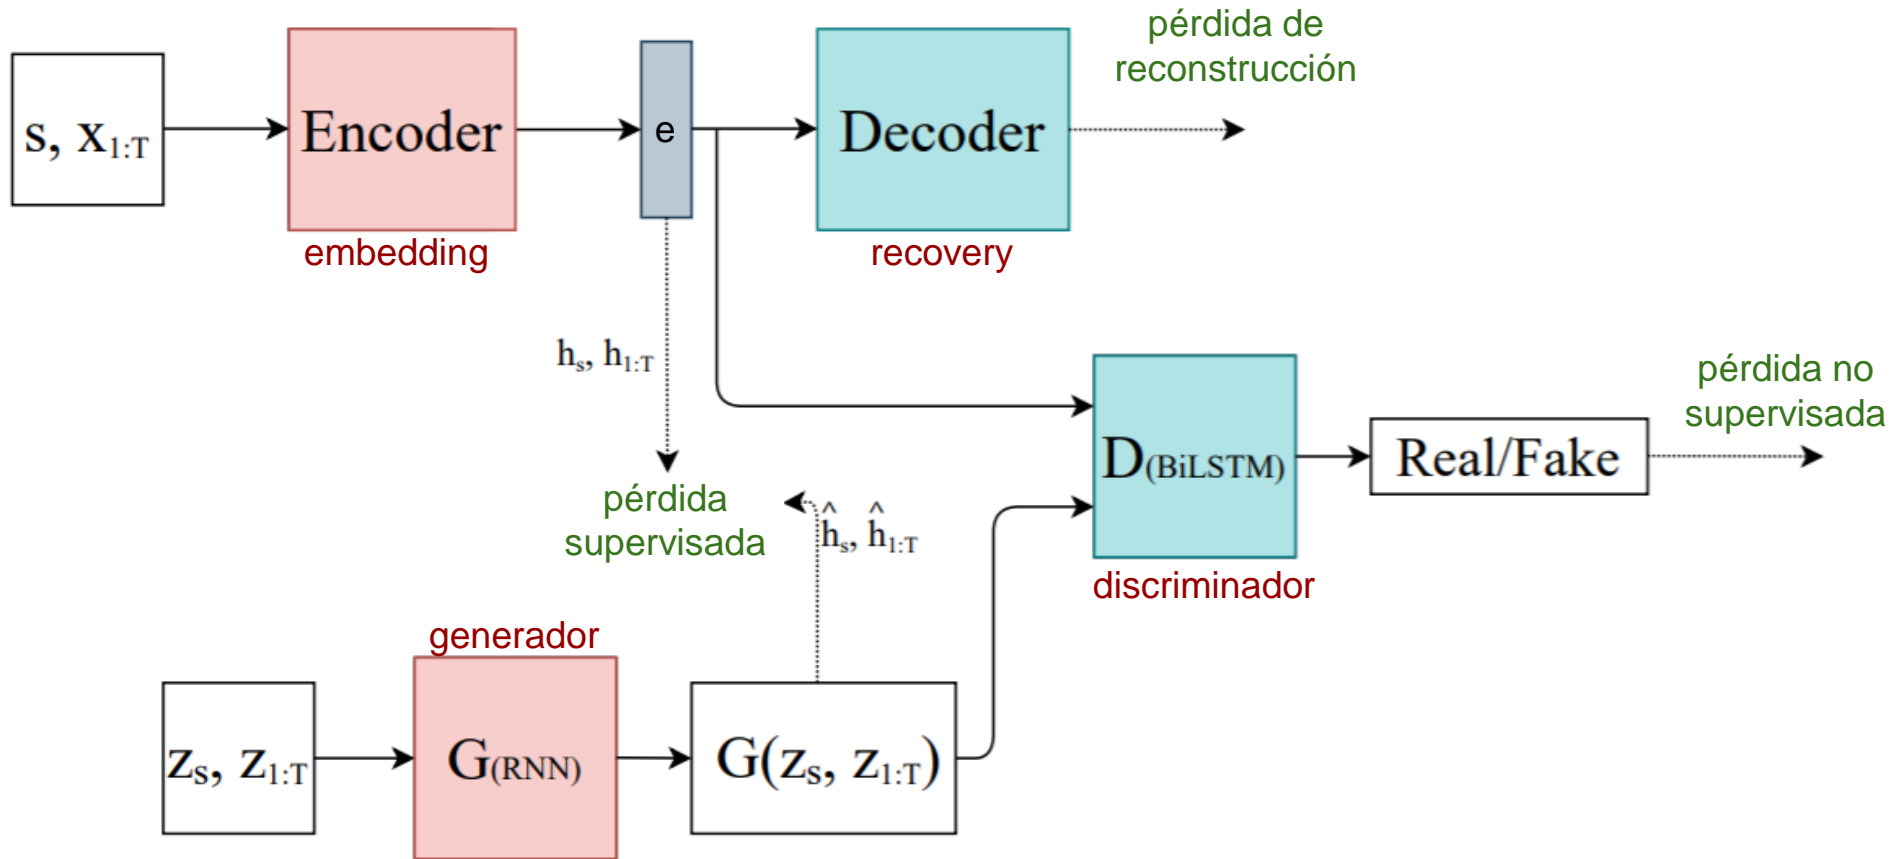 pérdida de
reconstrucción
s, x₁:T
Encoder
e
Decoder
embedding
recovery
hₛ, h₁:T
pérdida no
supervisada
D(BiLSTM)
Real/Fake
pérdida
supervisada
ĥₛ, ĥ₁:T
discriminador
generador
zₛ, z₁:T
G(RNN)
G(zₛ, z₁:T)